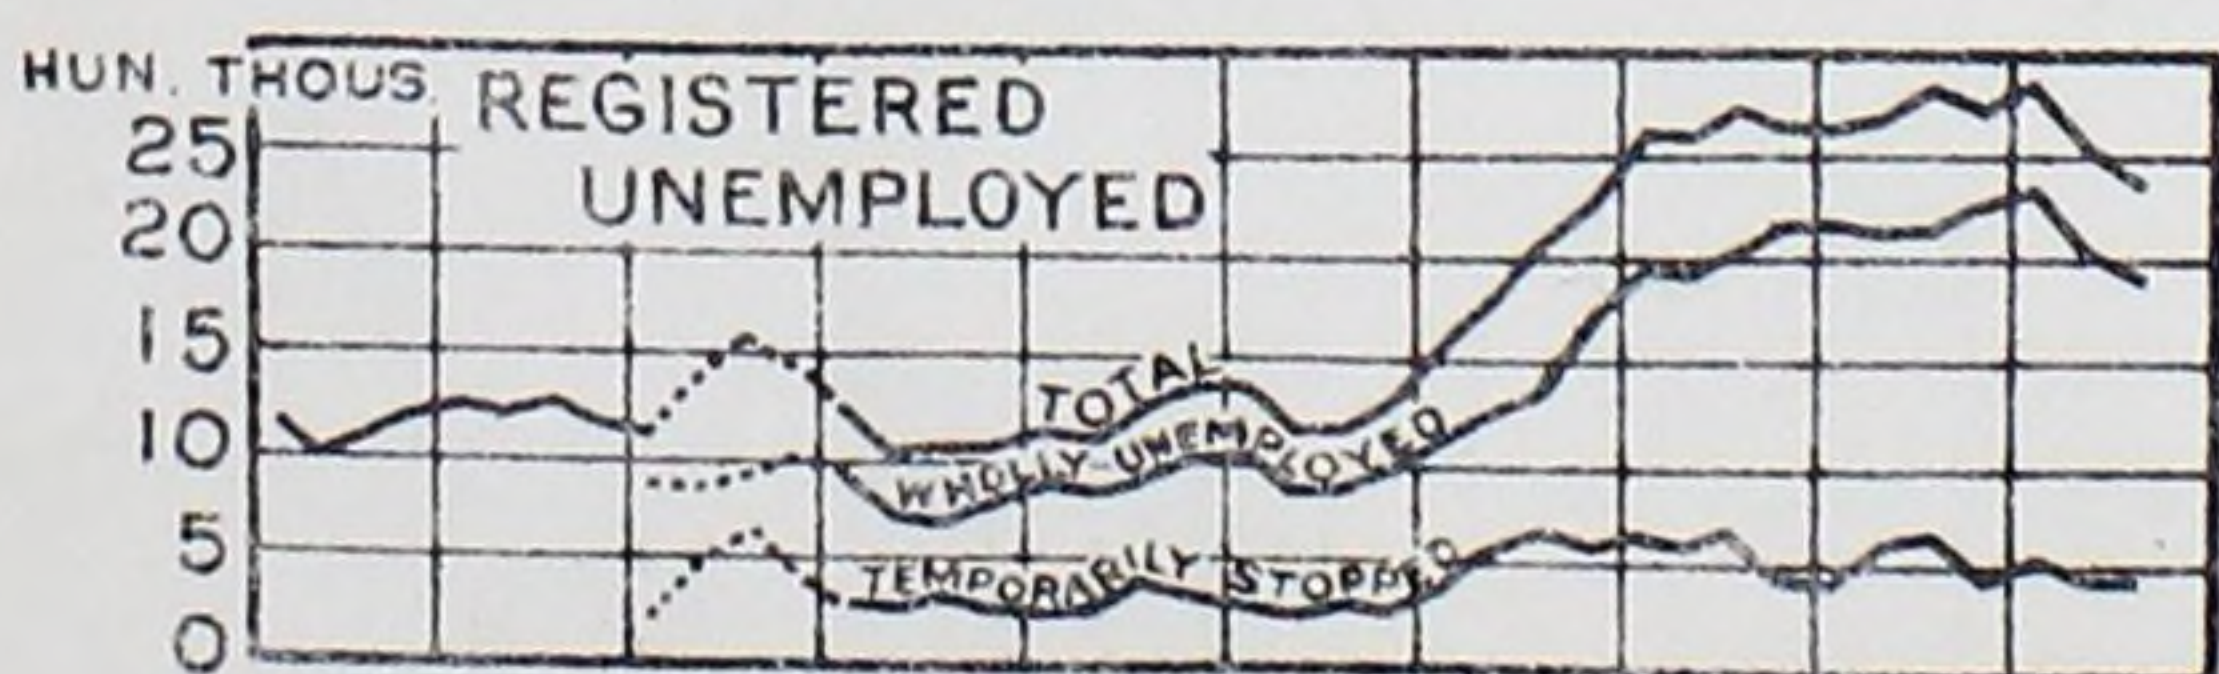 HUN. THOUS.
REGISTERED
UNEMPLOYED
25
20
15
10
5
0
TOTAL
WHOLLY UNEMPLOYED
TEMPORARILY STOPPED